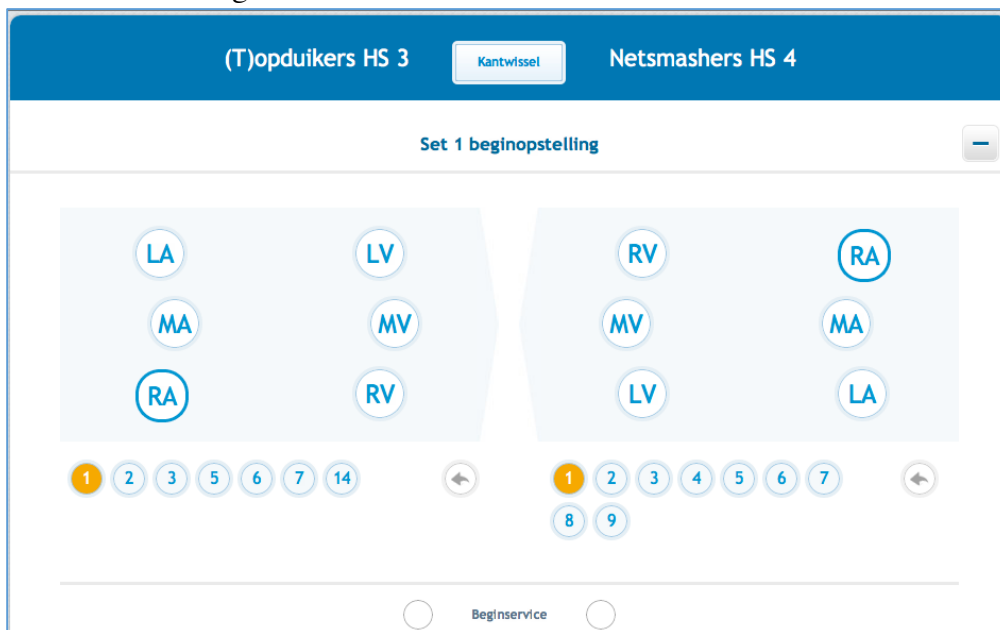 (T)opduikers HS 3 Kantwissel Netsmashers HS 4
Set 1 beginopstelling
LA LV RV RA
MA MV MV MA
RA RV LV LA
1 2 3 5 6 7 14 1 2 3 4 5 6 7
8 9
Beginservice